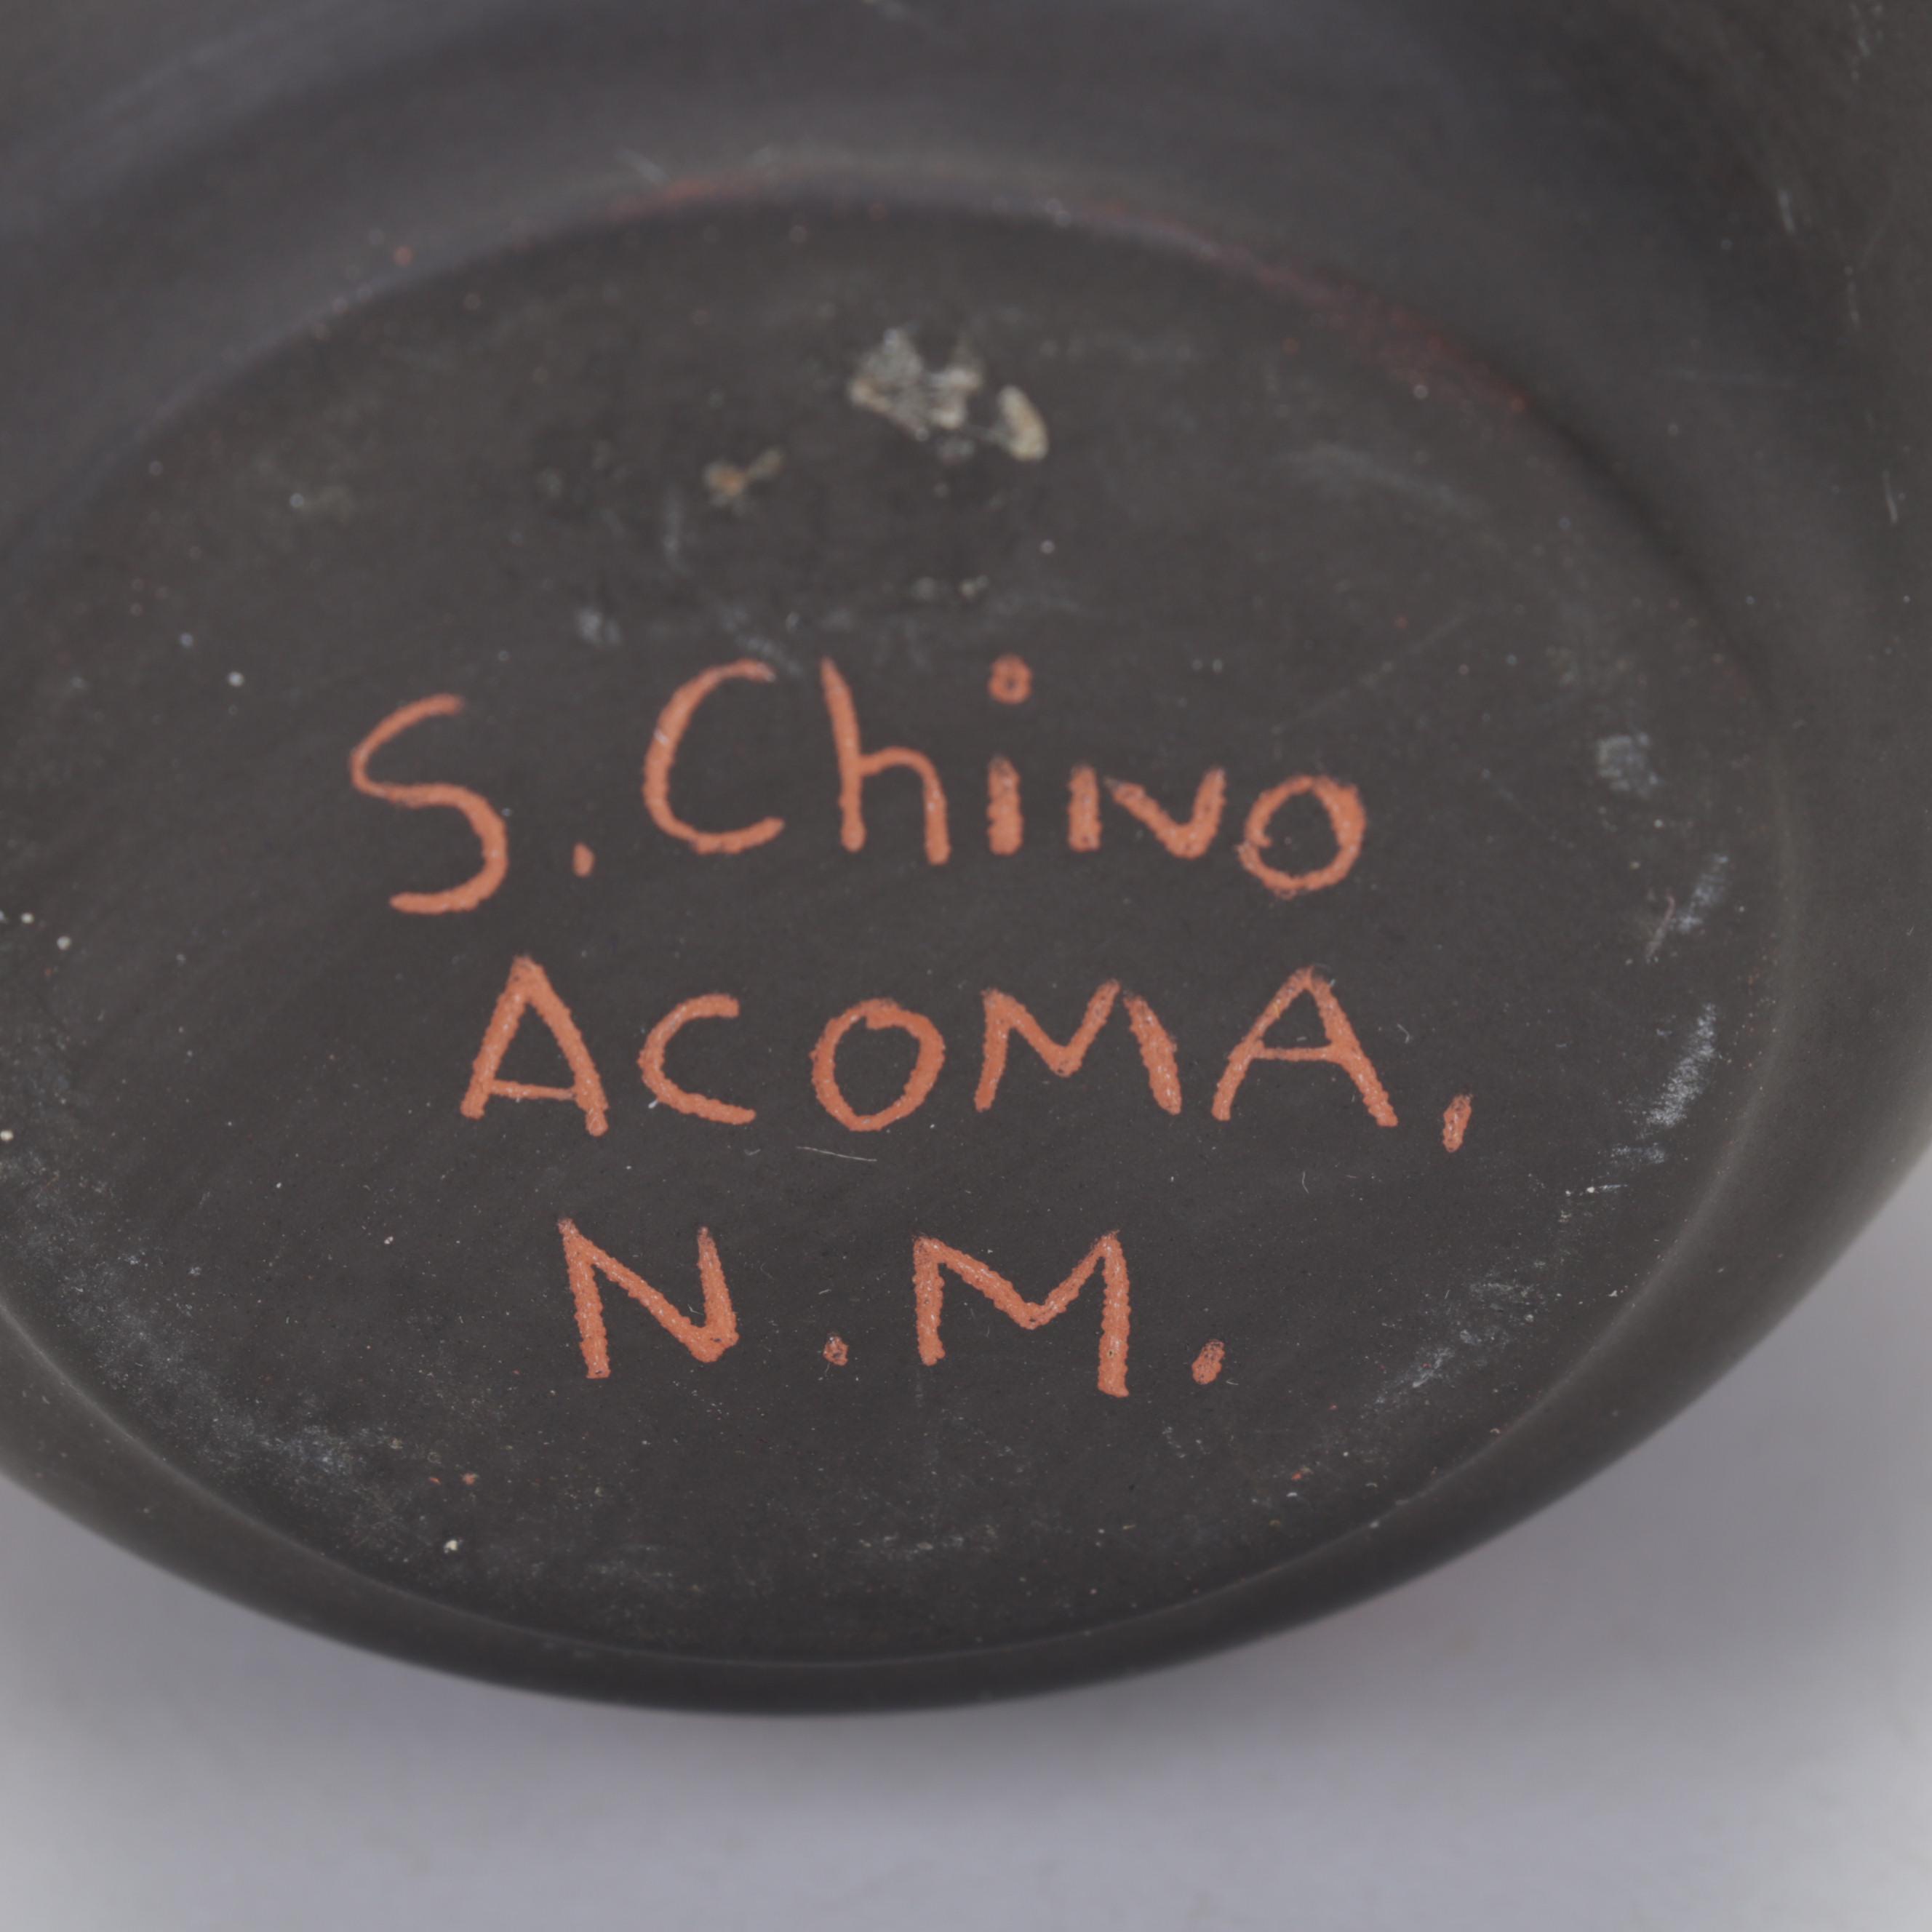 S. Chino
ACOMA,
N.M.